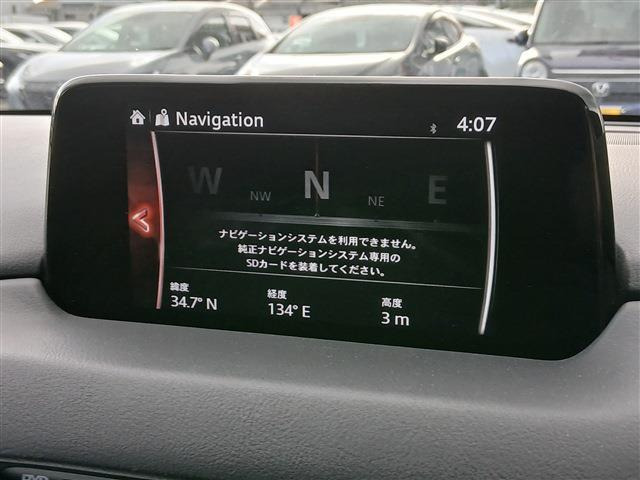 Navigation 4:07
W NW N NE E
ナビゲーションシステムを利用できません。
純正ナビゲーションシステム専用の
SDカードを装着してください。
緯度 経度 高度
34.7° N 134° E 3 m
DVD